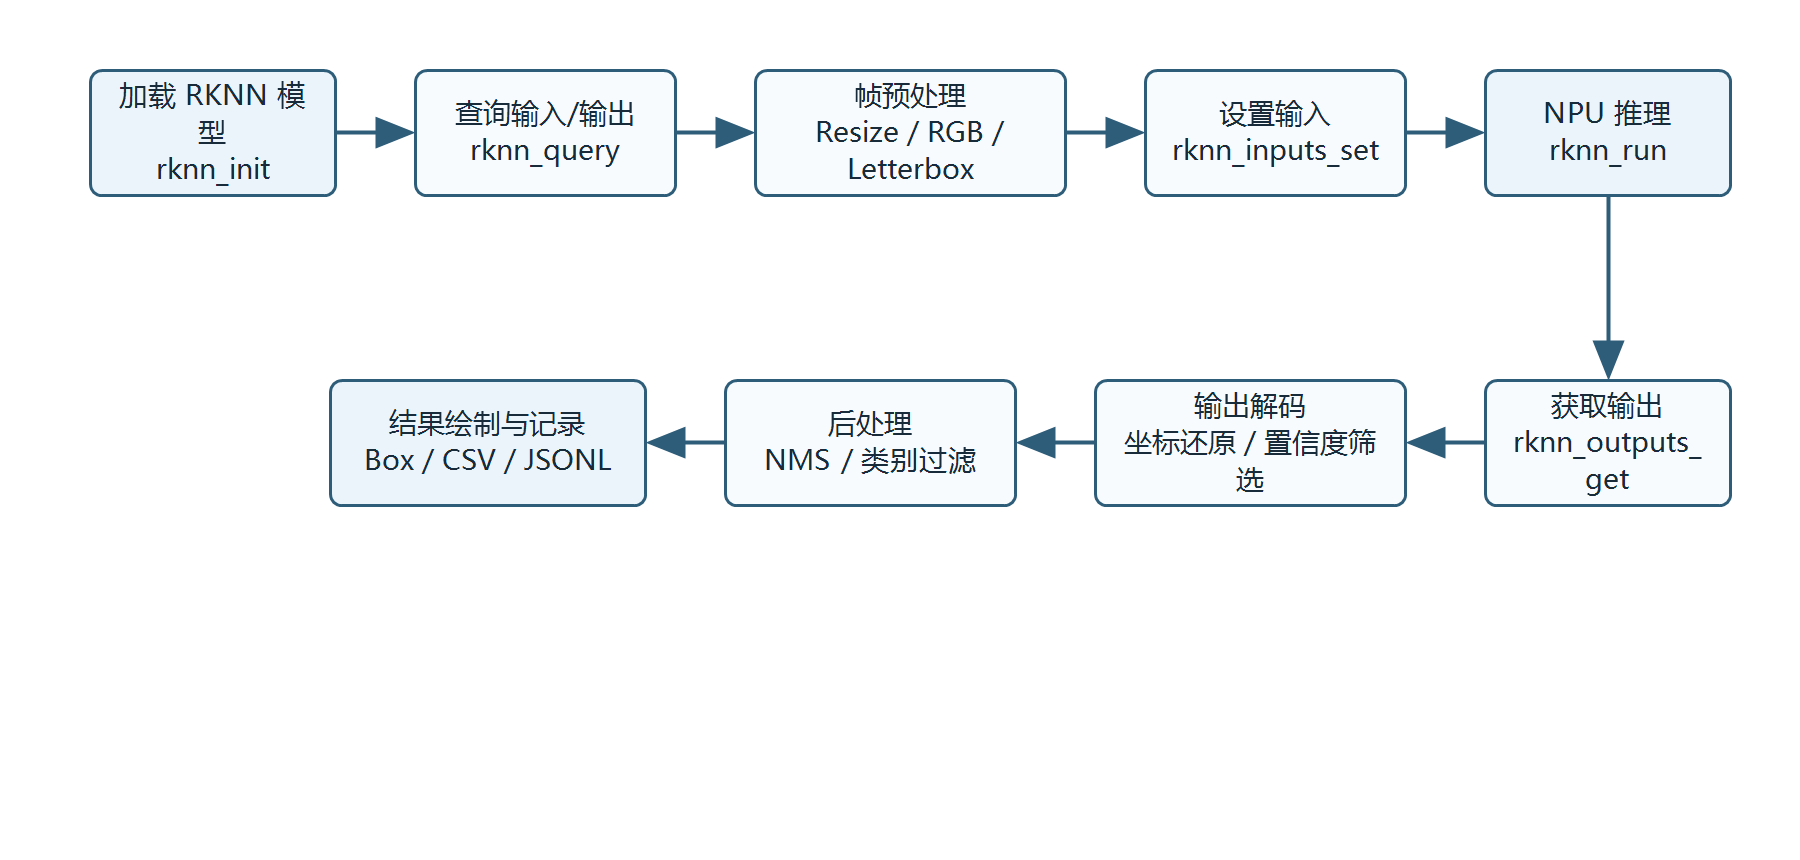 加载 RKNN 模
型
rknn_init
查询输入/输出
rknn_query
帧预处理
Resize / RGB /
Letterbox
设置输入
rknn_inputs_set
NPU 推理
rknn_run
获取输出
rknn_outputs_
get
输出解码
坐标还原 / 置信度筛
选
后处理
NMS / 类别过滤
结果绘制与记录
Box / CSV / JSONL